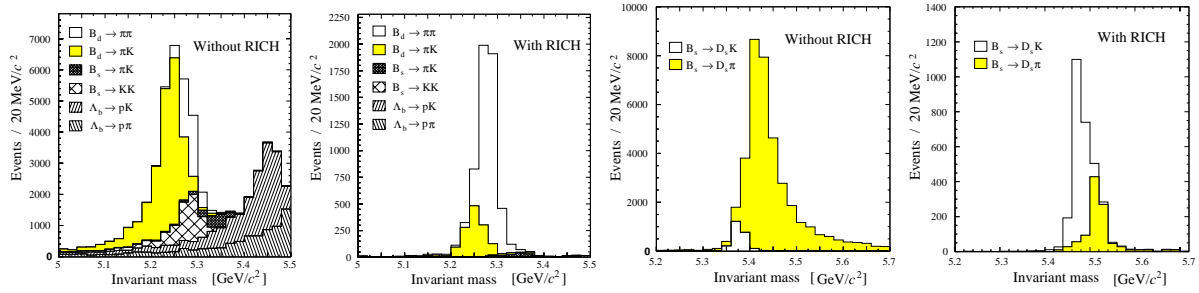 Events / 20 MeV/c²
7000
6000
5000
4000
3000
2000
1000
0
B_d → ππ
B_d → πK
B_s → πK
B_s → KK
Λ_b → pK
Λ_b → pπ
Without RICH
5 5.1 5.2 5.3 5.4 5.5
Invariant mass [GeV/c²]
Events / 20 MeV/c²
2250
2000
1750
1500
1250
1000
750
500
250
0
B_d → ππ
B_d → πK
B_s → πK
B_s → KK
Λ_b → pK
Λ_b → pπ
With RICH
5 5.1 5.2 5.3 5.4 5.5
Invariant mass [GeV/c²]
Events / 20 MeV/c²
10000
8000
6000
4000
2000
0
Without RICH
B_s → D_s K
B_s → D_s π
5.2 5.3 5.4 5.5 5.6 5.7
Invariant mass [GeV/c²]
Events / 20 MeV/c²
1400
1200
1000
800
600
400
200
0
With RICH
B_s → D_s K
B_s → D_s π
5.2 5.3 5.4 5.5 5.6 5.7
Invariant mass [GeV/c²]